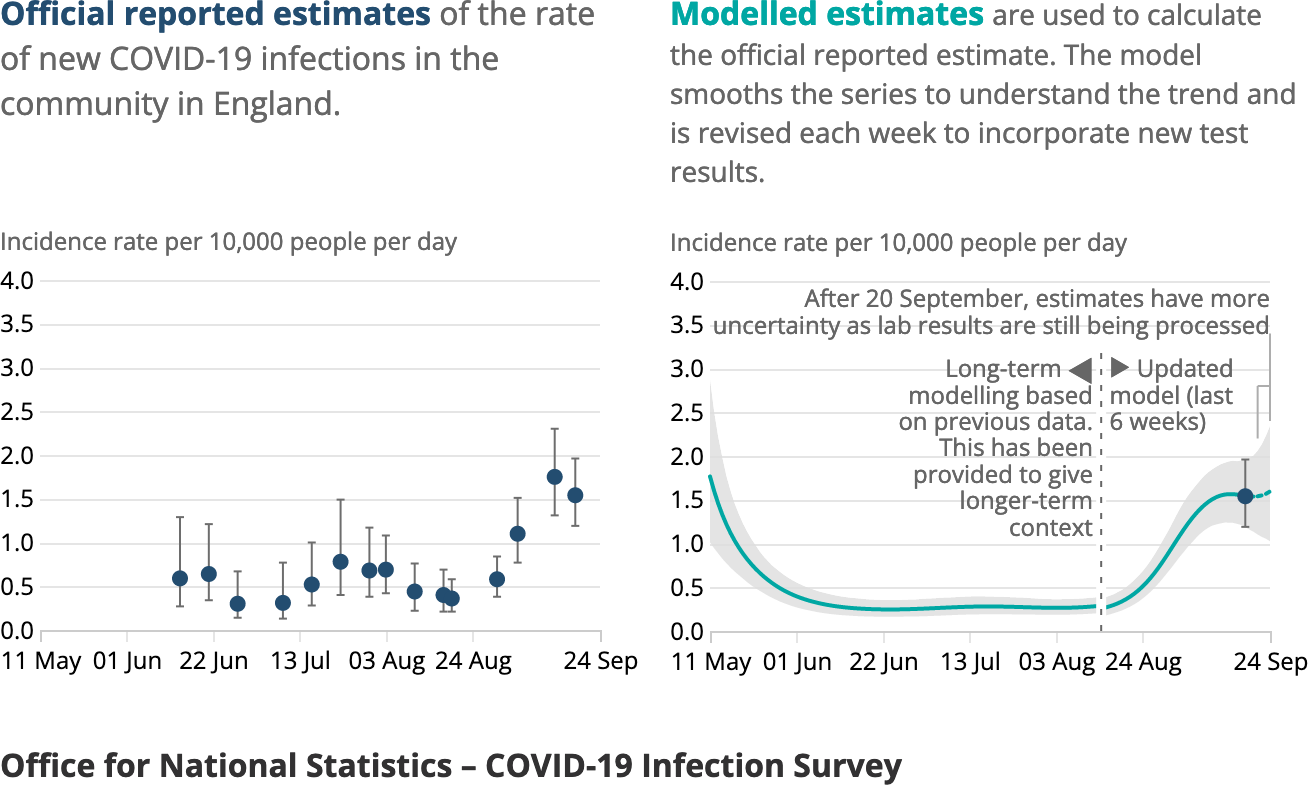 Official reported estimates of the rate
of new COVID-19 infections in the
community in England.
Incidence rate per 10,000 people per day
4.0
3.5
3.0
2.5
2.0
1.5
1.0
0.5
0.0
11 May 01 Jun 22 Jun 13 Jul 03 Aug 24 Aug 24 Sep
Modelled estimates are used to calculate
the official reported estimate. The model
smooths the series to understand the trend and
is revised each week to incorporate new test
results.
Incidence rate per 10,000 people per day
4.0
3.5
3.0
2.5
2.0
1.5
1.0
0.5
0.0
After 20 September, estimates have more
uncertainty as lab results are still being processed
Long-term
modelling based
on previous data.
This has been
provided to give
longer-term
context
Updated
model (last
6 weeks)
11 May 01 Jun 22 Jun 13 Jul 03 Aug 24 Aug 24 Sep
Office for National Statistics – COVID-19 Infection Survey